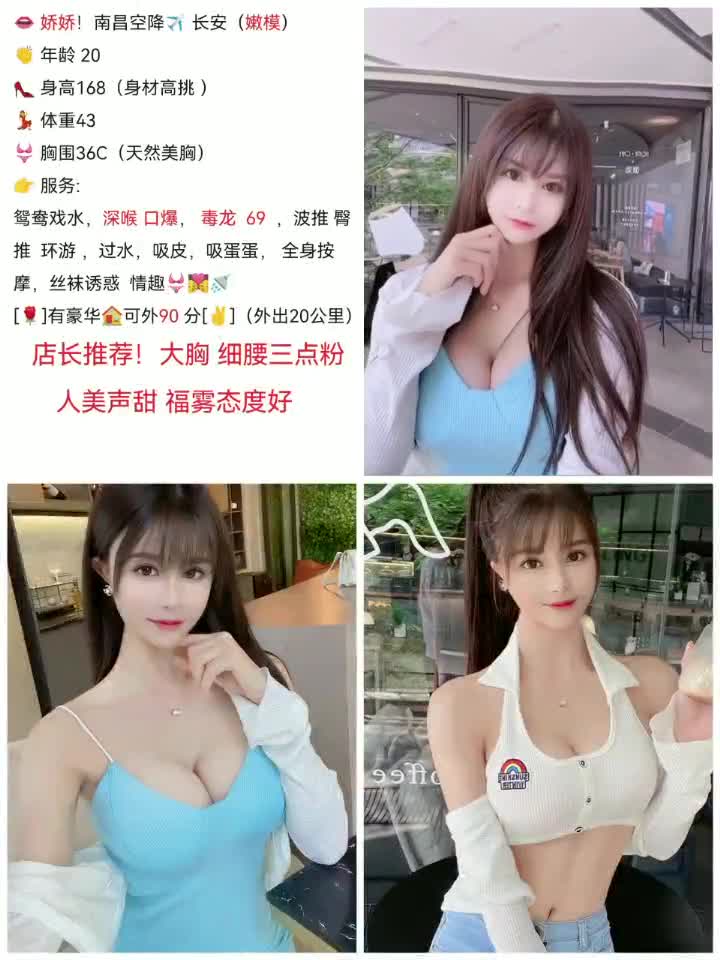 👄 娇娇！南昌空降✈️ 长安（嫩模）
👏 年龄 20
👠 身高168（身材高挑 ）
💃 体重43
👙 胸围36C（天然美胸）
👉 服务:
鸳鸯戏水，深喉 口爆， 毒龙 69 ，波推 臀
推 环游 ，过水，吸皮，吸蛋蛋， 全身按
摩，丝袜诱惑 情趣👙💏🚿
[🌹]有豪华🏠可外90 分[✌️]（外出20公里）
店长推荐！大胸 细腰三点粉
人美声甜 福雾态度好
SUNSHINE